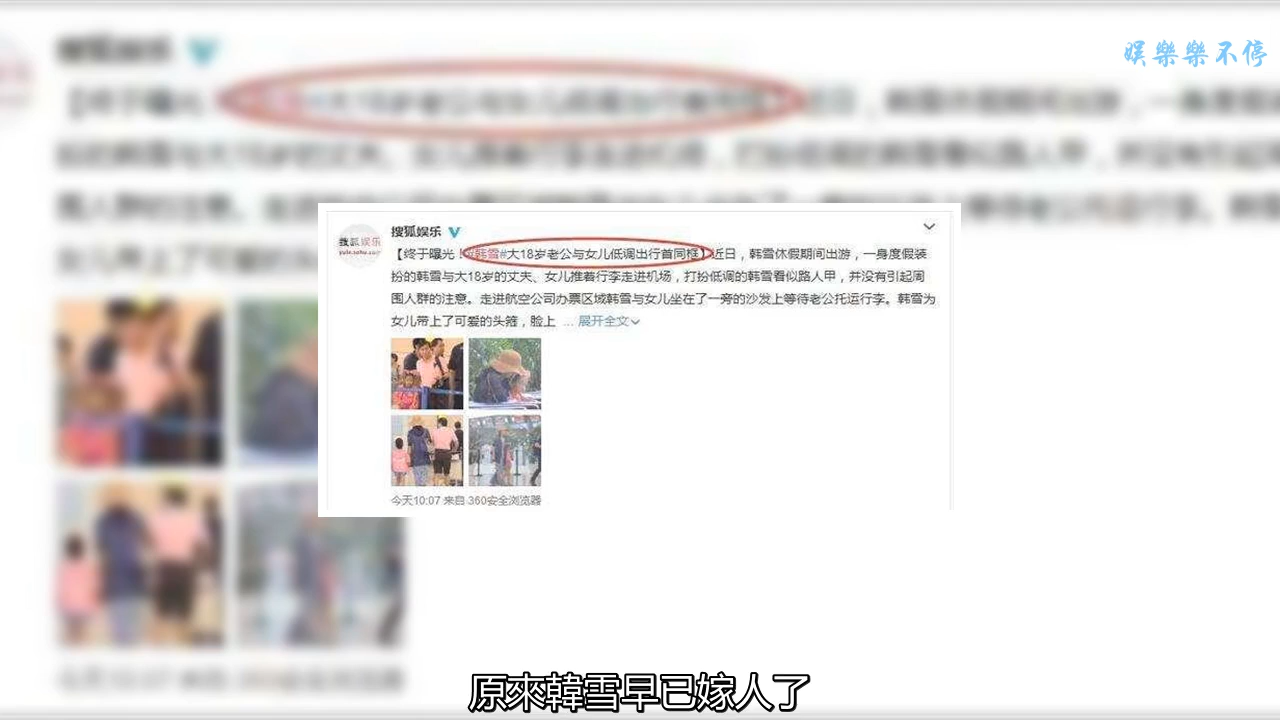 娱樂樂不停
搜狐娱乐
搜狐娱乐
yule.sohu.com
【终于曝光!#韩雪#大18岁老公与女儿低调出行首同框】近日，韩雪休假期间出游，一身度假装
扮的韩雪与大18岁的丈夫、女儿推着行李走进机场，打扮低调的韩雪看似路人甲，并没有引起周
围人群的注意。走进航空公司办票区域韩雪与女儿坐在了一旁的沙发上等待老公托运行李。韩雪为
女儿带上了可爱的头箍，脸上 ... 展开全文
今天10:07 来自 360安全浏览器
原來韓雪早已嫁人了